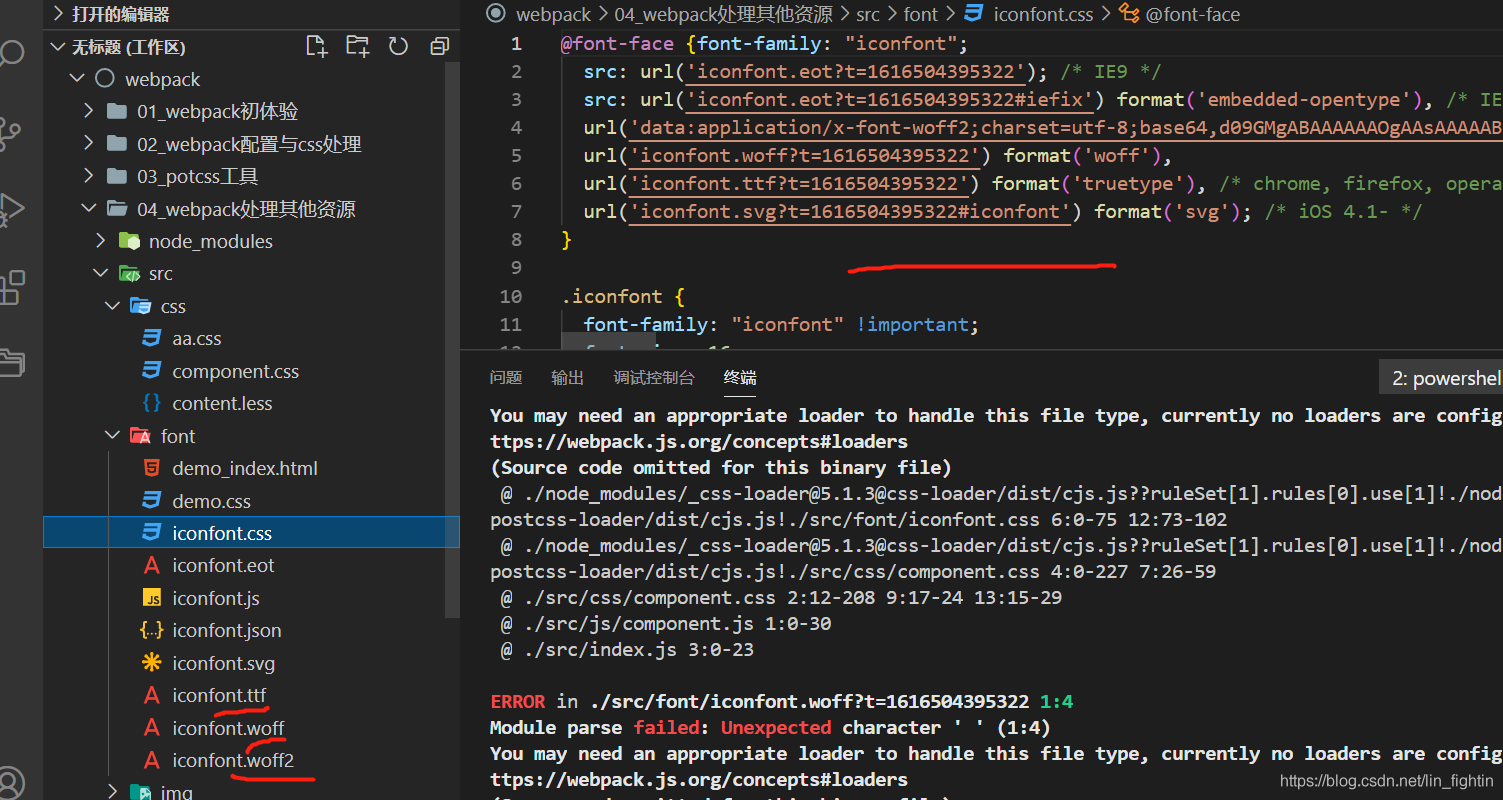 打开的编辑器
无标题 (工作区)
webpack
01_webpack初体验
02_webpack配置与css处理
03_potcss工具
04_webpack处理其他资源
node_modules
src
css
aa.css
component.css
content.less
font
demo_index.html
demo.css
iconfont.css
iconfont.eot
iconfont.js
iconfont.json
iconfont.svg
iconfont.ttf
iconfont.woff
iconfont.woff2
img
webpack > 04_webpack处理其他资源 > src > font > iconfont.css > @font-face
1 @font-face {font-family: "iconfont";
2 src: url('iconfont.eot?t=1616504395322'); /* IE9 */
3 src: url('iconfont.eot?t=1616504395322#iefix') format('embedded-opentype'), /* IE
4 url('data:application/x-font-woff2;charset=utf-8;base64,d09GMgABAAAAAAOgAAsAAAAAB
5 url('iconfont.woff?t=1616504395322') format('woff'),
6 url('iconfont.ttf?t=1616504395322') format('truetype'), /* chrome, firefox, opera
7 url('iconfont.svg?t=1616504395322#iconfont') format('svg'); /* iOS 4.1- */
8 }
9
10 .iconfont {
11 font-family: "iconfont" !important;
问题 输出 调试控制台 终端 2: powershel
You may need an appropriate loader to handle this file type, currently no loaders are config
ttps://webpack.js.org/concepts#loaders
(Source code omitted for this binary file)
@ ./node_modules/_css-loader@5.1.3@css-loader/dist/cjs.js??ruleSet[1].rules[0].use[1]!./nod
postcss-loader/dist/cjs.js!./src/font/iconfont.css 6:0-75 12:73-102
@ ./node_modules/_css-loader@5.1.3@css-loader/dist/cjs.js??ruleSet[1].rules[0].use[1]!./nod
postcss-loader/dist/cjs.js!./src/css/component.css 4:0-227 7:26-59
@ ./src/css/component.css 2:12-208 9:17-24 13:15-29
@ ./src/js/component.js 1:0-30
@ ./src/index.js 3:0-23
ERROR in ./src/font/iconfont.woff?t=1616504395322 1:4
Module parse failed: Unexpected character ' ' (1:4)
You may need an appropriate loader to handle this file type, currently no loaders are config
ttps://webpack.js.org/concepts#loaders
https://blog.csdn.net/lin_fightin